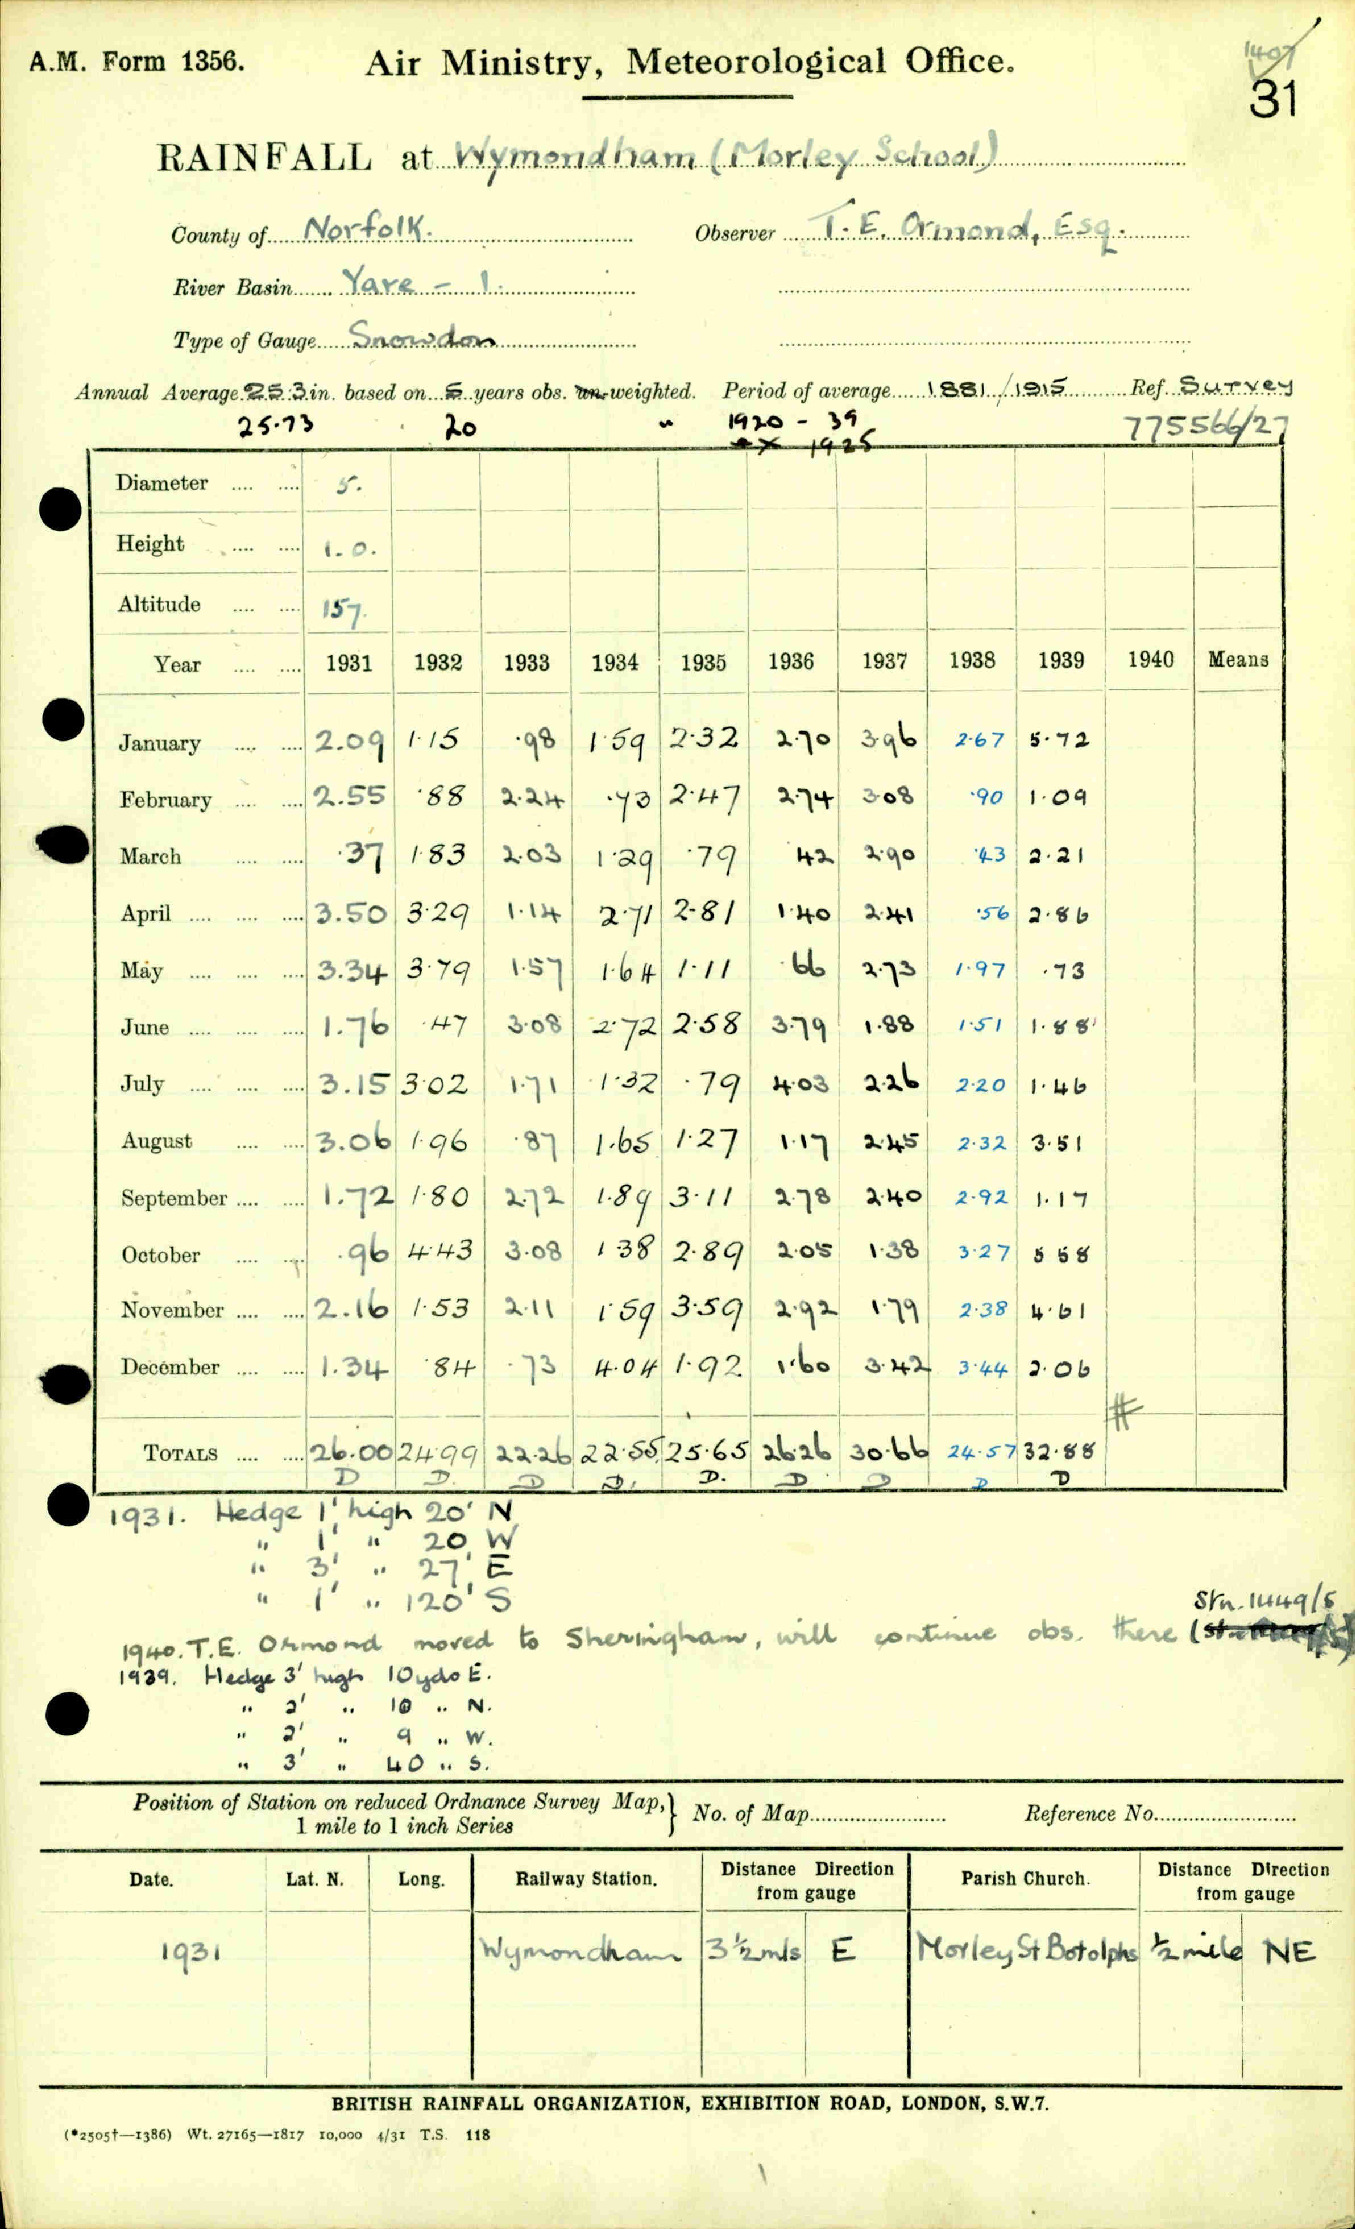 A.M. Form 1356. Air Ministry, Meteorological Office. 1407
31
RAINFALL at Wymondham (Morley School)
County of Norfolk. Observer T. E. Ormond, Esq.
River Basin Yare - 1.
Type of Gauge Snowdon
Annual Average 25.3 in. based on 5 years obs. un-weighted. Period of average 1881/1915 Ref. Survey
25.73 20 " 1920 - 39 775566/27
ex 1925
Diameter 5.
Height 1.0.
Altitude 157.
Year 1931 1932 1933 1934 1935 1936 1937 1938 1939 1940 Means
January 2.09 1.15 .98 1.59 2.32 2.70 3.96 2.67 5.72
February 2.55 .88 2.24 .73 2.47 2.74 3.08 .90 1.09
March .37 1.83 2.03 1.29 .79 .42 2.90 .43 2.21
April 3.50 3.29 1.14 2.71 2.81 1.40 2.41 .56 2.86
May 3.34 3.79 1.57 1.64 1.11 .66 2.73 1.97 .73
June 1.76 .47 3.08 2.72 2.58 3.79 1.88 1.51 1.88
July 3.15 3.02 1.71 1.32 .79 4.03 2.26 2.20 1.46
August 3.06 1.96 .87 1.65 1.27 1.17 2.45 2.32 3.51
September 1.72 1.80 2.72 1.89 3.11 2.78 2.40 2.92 1.17
October .96 4.43 3.08 1.38 2.89 2.05 1.38 3.27 5.58
November 2.16 1.53 2.11 1.59 3.59 2.92 1.79 2.38 4.61
December 1.34 .84 .73 4.04 1.92 1.60 3.42 3.44 2.06
#
TOTALS 26.00 24.99 22.26 22.55 25.65 26.26 30.66 24.57 32.88
D D. D D. D. D D D D
1931. Hedge 1' high 20' N
" 1' " 20' W
" 3' " 27' E
" 1' " 120' S
Stn. 1449/5
1940. T.E. Ormond moved to Sheringham, will continue obs. there (
1939. Hedge 3' high 10 yds E.
" 2' " 10 " N.
" 2' " 9 " W.
" 3' " 40 " S.
Position of Station on reduced Ordnance Survey Map, } No. of Map Reference No.
1 mile to 1 inch Series
Date. Lat. N. Long. Railway Station. Distance Direction from gauge Parish Church. Distance Direction from gauge
1931 Wymondham 3 ½ mls E Morley St Botolphs ½ mile NE
BRITISH RAINFALL ORGANIZATION, EXHIBITION ROAD, LONDON, S.W.7.
(*2505†—1386) Wt. 27165—1817 10,000 4/31 T.S. 118